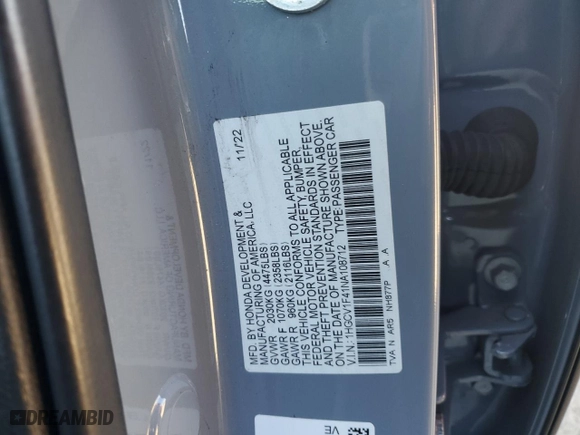 MFD. BY HONDA DEVELOPMENT &
MANUFACTURING OF AMERICA, LLC 11/22
GVWR 2030KG(4475LBS)
GAWR F 1070KG(2358LBS)
GAWR R 960KG(2116LBS)
THIS VEHICLE CONFORMS TO ALL APPLICABLE
FEDERAL MOTOR VEHICLE SAFETY, BUMPER,
AND THEFT PREVENTION STANDARDS IN EFFECT
ON THE DATE OF MANUFACTURE SHOWN ABOVE.
V.I.N.:1HGCV1F41NA108712 TYPE:PASSENGER CAR
TVA N AR5 NH877P A A
VE
DREAMBID